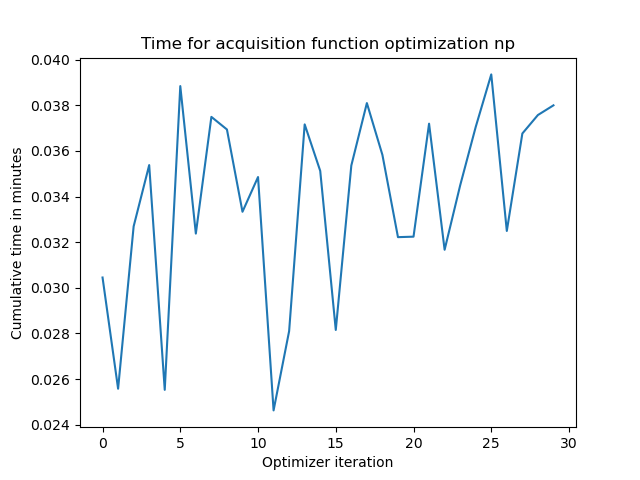 Time for acquisition function optimization np
Cumulative time in minutes
0.040
0.038
0.036
0.034
0.032
0.030
0.028
0.026
0.024
0 5 10 15 20 25 30
Optimizer iteration